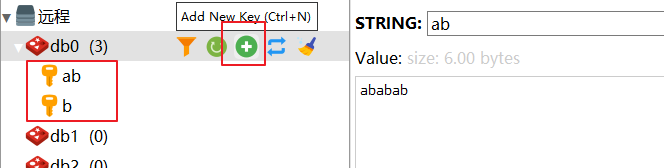 远程
Add New Key (Ctrl+N)
db0 (3)
ab
b
db1 (0)
db2 (0)
STRING: ab
Value: size: 6.00 bytes
ababab